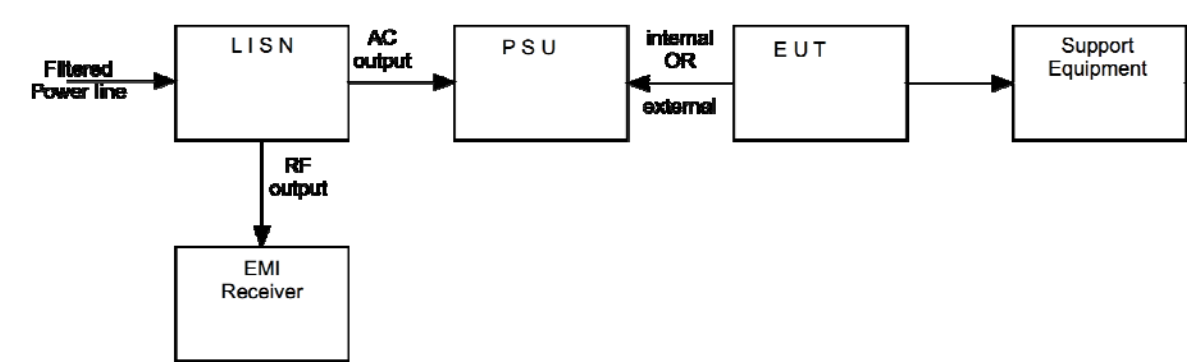 Filtered
Power line
L I S N
AC
output
P S U
internal
OR
external
E U T
Support
Equipment
RF
output
EMI
Receiver